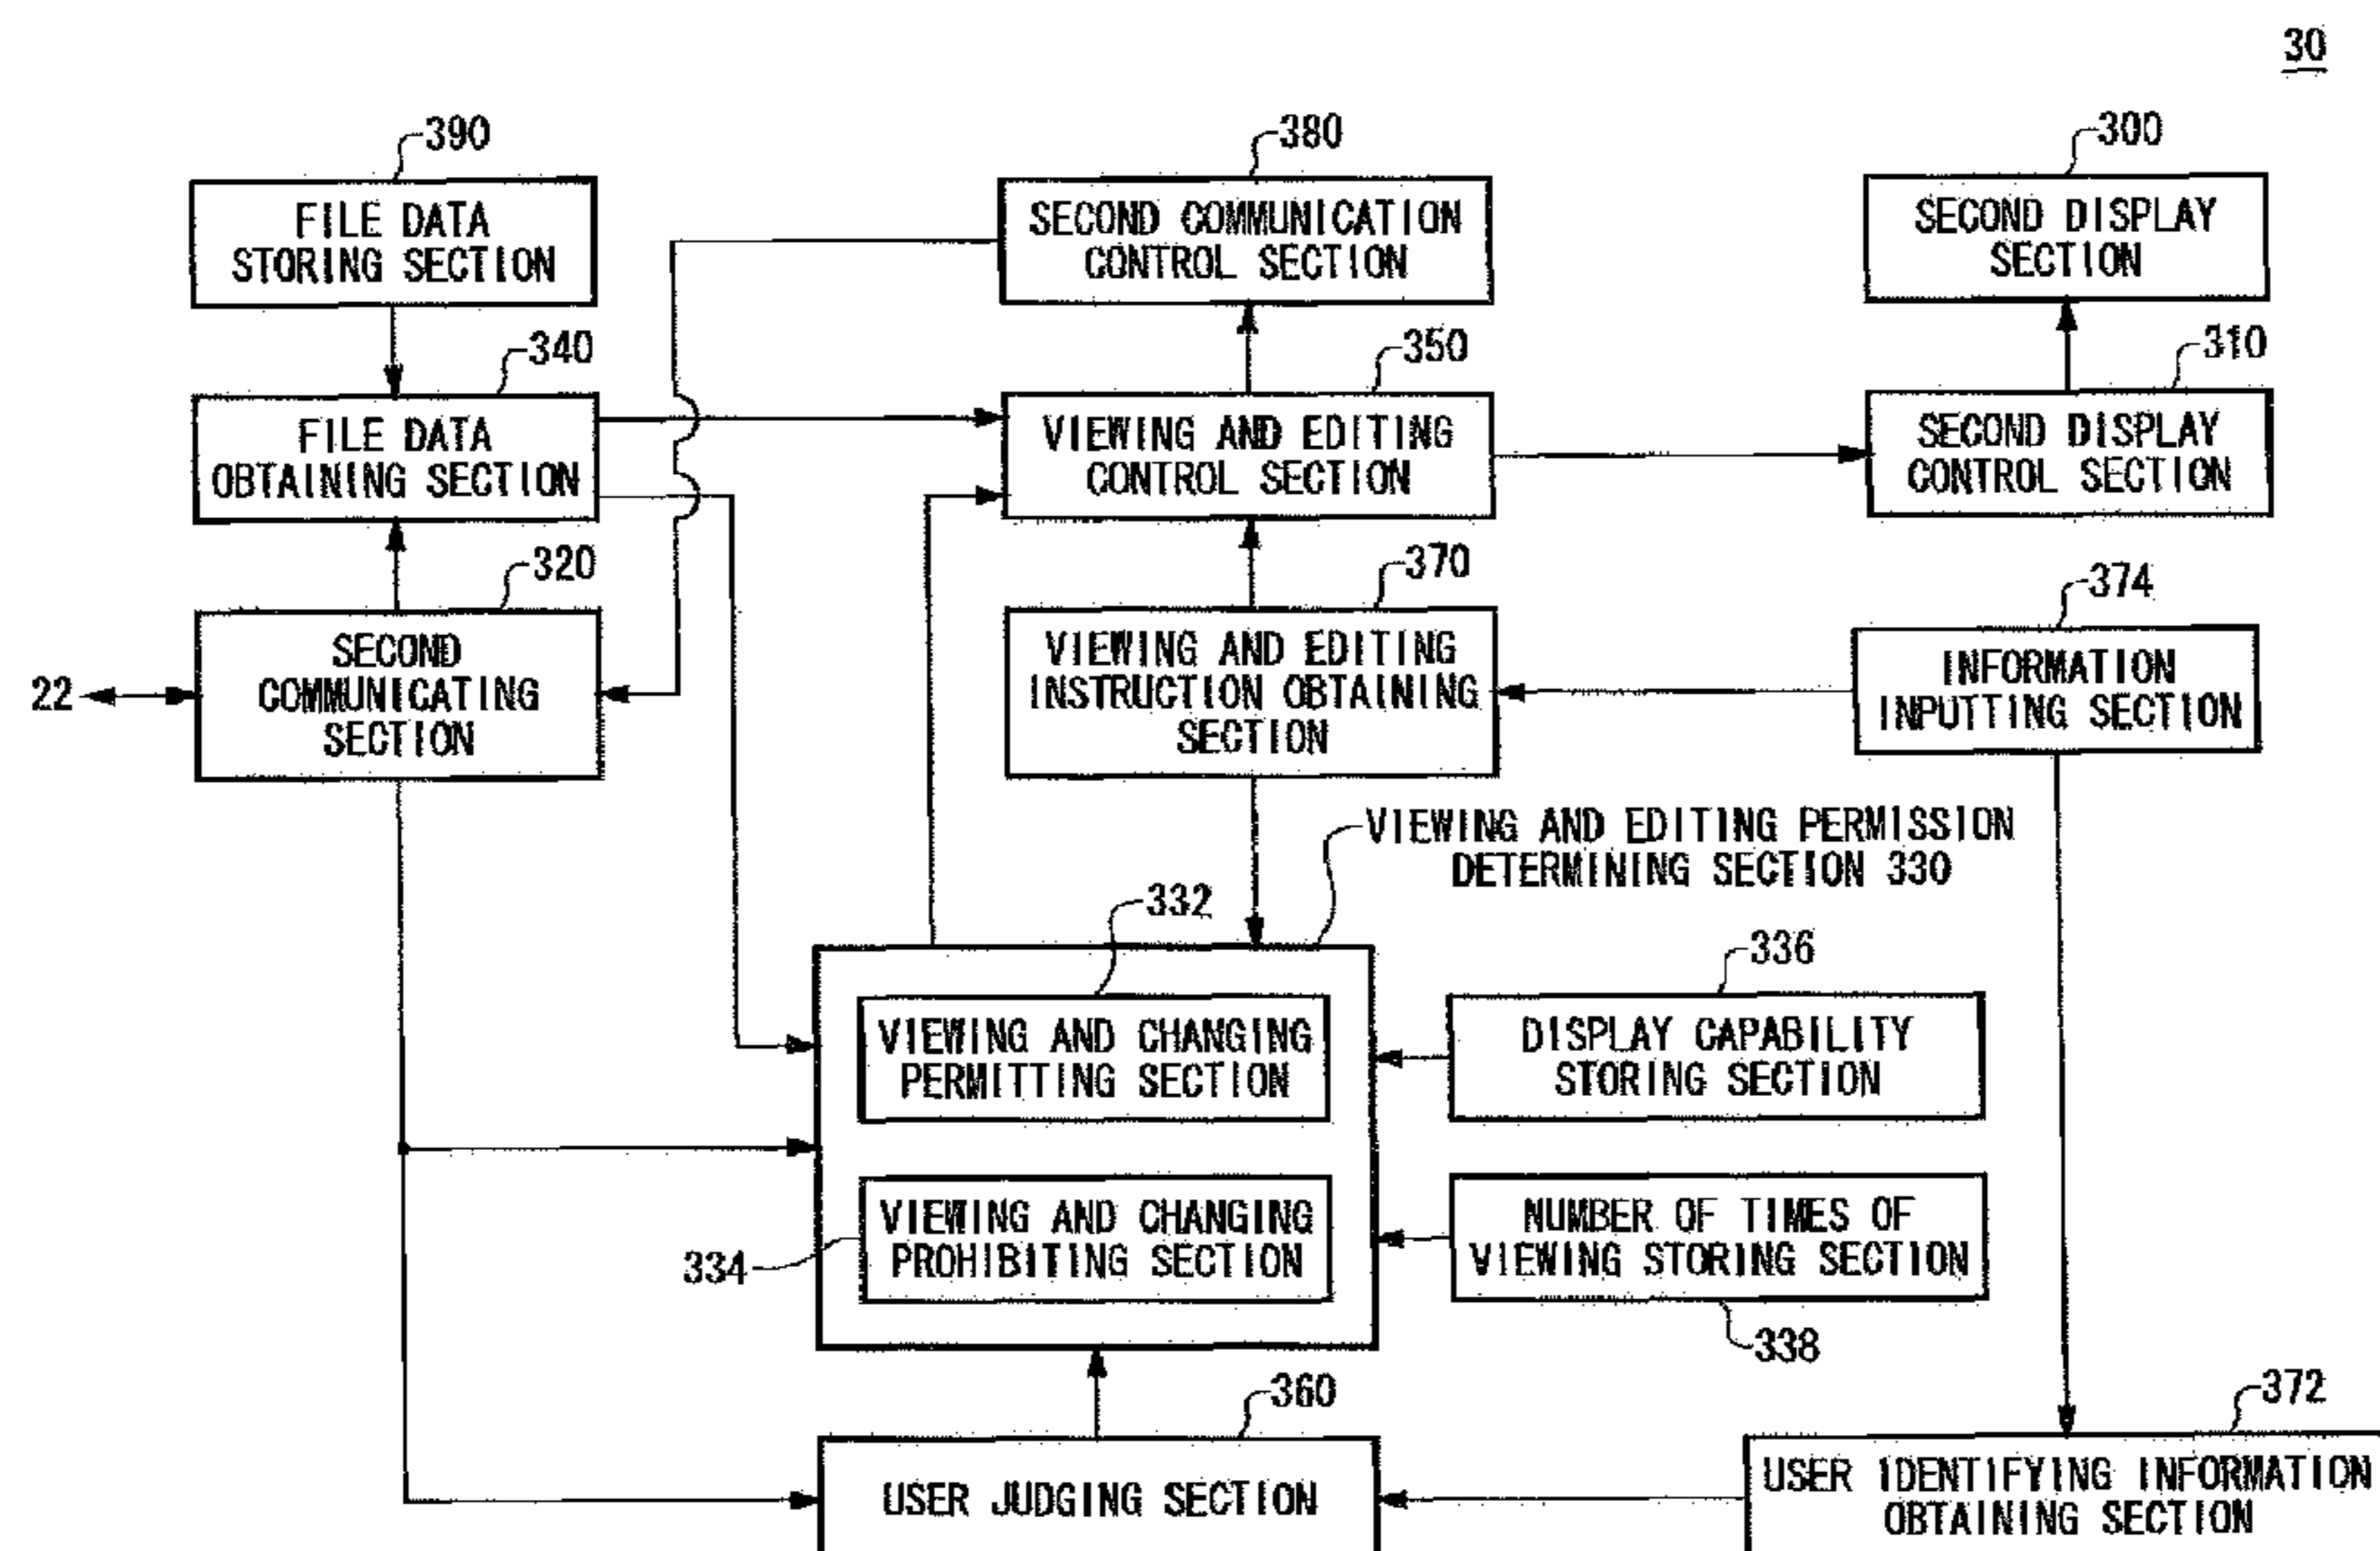 30
390
FILE DATA
STORING SECTION
380
SECOND COMMUNICATION
CONTROL SECTION
300
SECOND DISPLAY
SECTION
340
FILE DATA
OBTAINING SECTION
350
VIEWING AND EDITING
CONTROL SECTION
310
SECOND DISPLAY
CONTROL SECTION
320
SECOND
COMMUNICATING
SECTION
22
370
VIEWING AND EDITING
INSTRUCTION OBTAINING
SECTION
374
INFORMATION
INPUTTING SECTION
VIEWING AND EDITING PERMISSION
DETERMINING SECTION 330
332
VIEWING AND CHANGING
PERMITTING SECTION
336
DISPLAY CAPABILITY
STORING SECTION
334
VIEWING AND CHANGING
PROHIBITING SECTION
NUMBER OF TIMES OF
VIEWING STORING SECTION
338
360
USER JUDGING SECTION
372
USER IDENTIFYING INFORMATION
OBTAINING SECTION